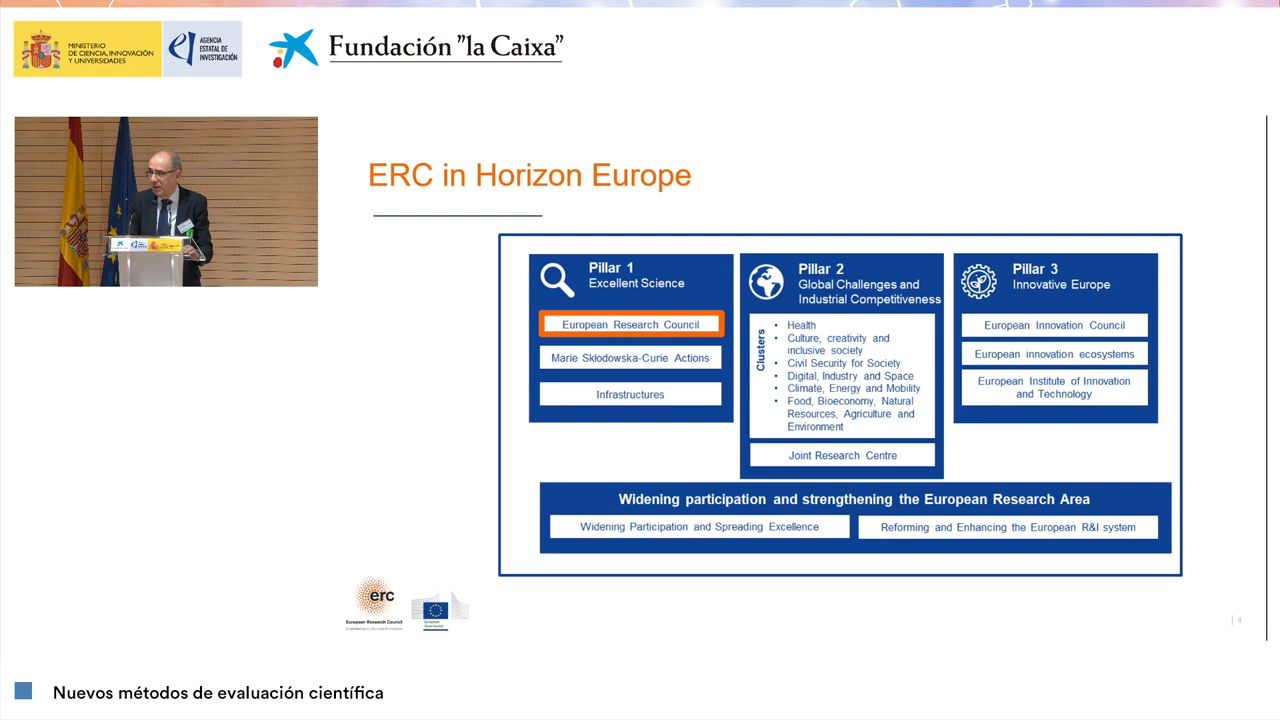 MINISTERIO
DE CIENCIA, INNOVACIÓN
Y UNIVERSIDADES
AGENCIA
ESTATAL DE
INVESTIGACIÓN
Fundación "la Caixa"
ERC in Horizon Europe
Pillar 1
Excellent Science
European Research Council
Marie Skłodowska-Curie Actions
Infrastructures
Pillar 2
Global Challenges and
Industrial Competitiveness
Clusters
• Health
• Culture, creativity and
inclusive society
• Civil Security for Society
• Digital, Industry and Space
• Climate, Energy and Mobility
• Food, Bioeconomy, Natural
Resources, Agriculture and
Environment
Joint Research Centre
Pillar 3
Innovative Europe
European Innovation Council
European innovation ecosystems
European Institute of Innovation
and Technology
Widening participation and strengthening the European Research Area
Widening Participation and Spreading Excellence
Reforming and Enhancing the European R&I system
erc
European Research Council
European
Commission
| 4
Nuevos métodos de evaluación científica